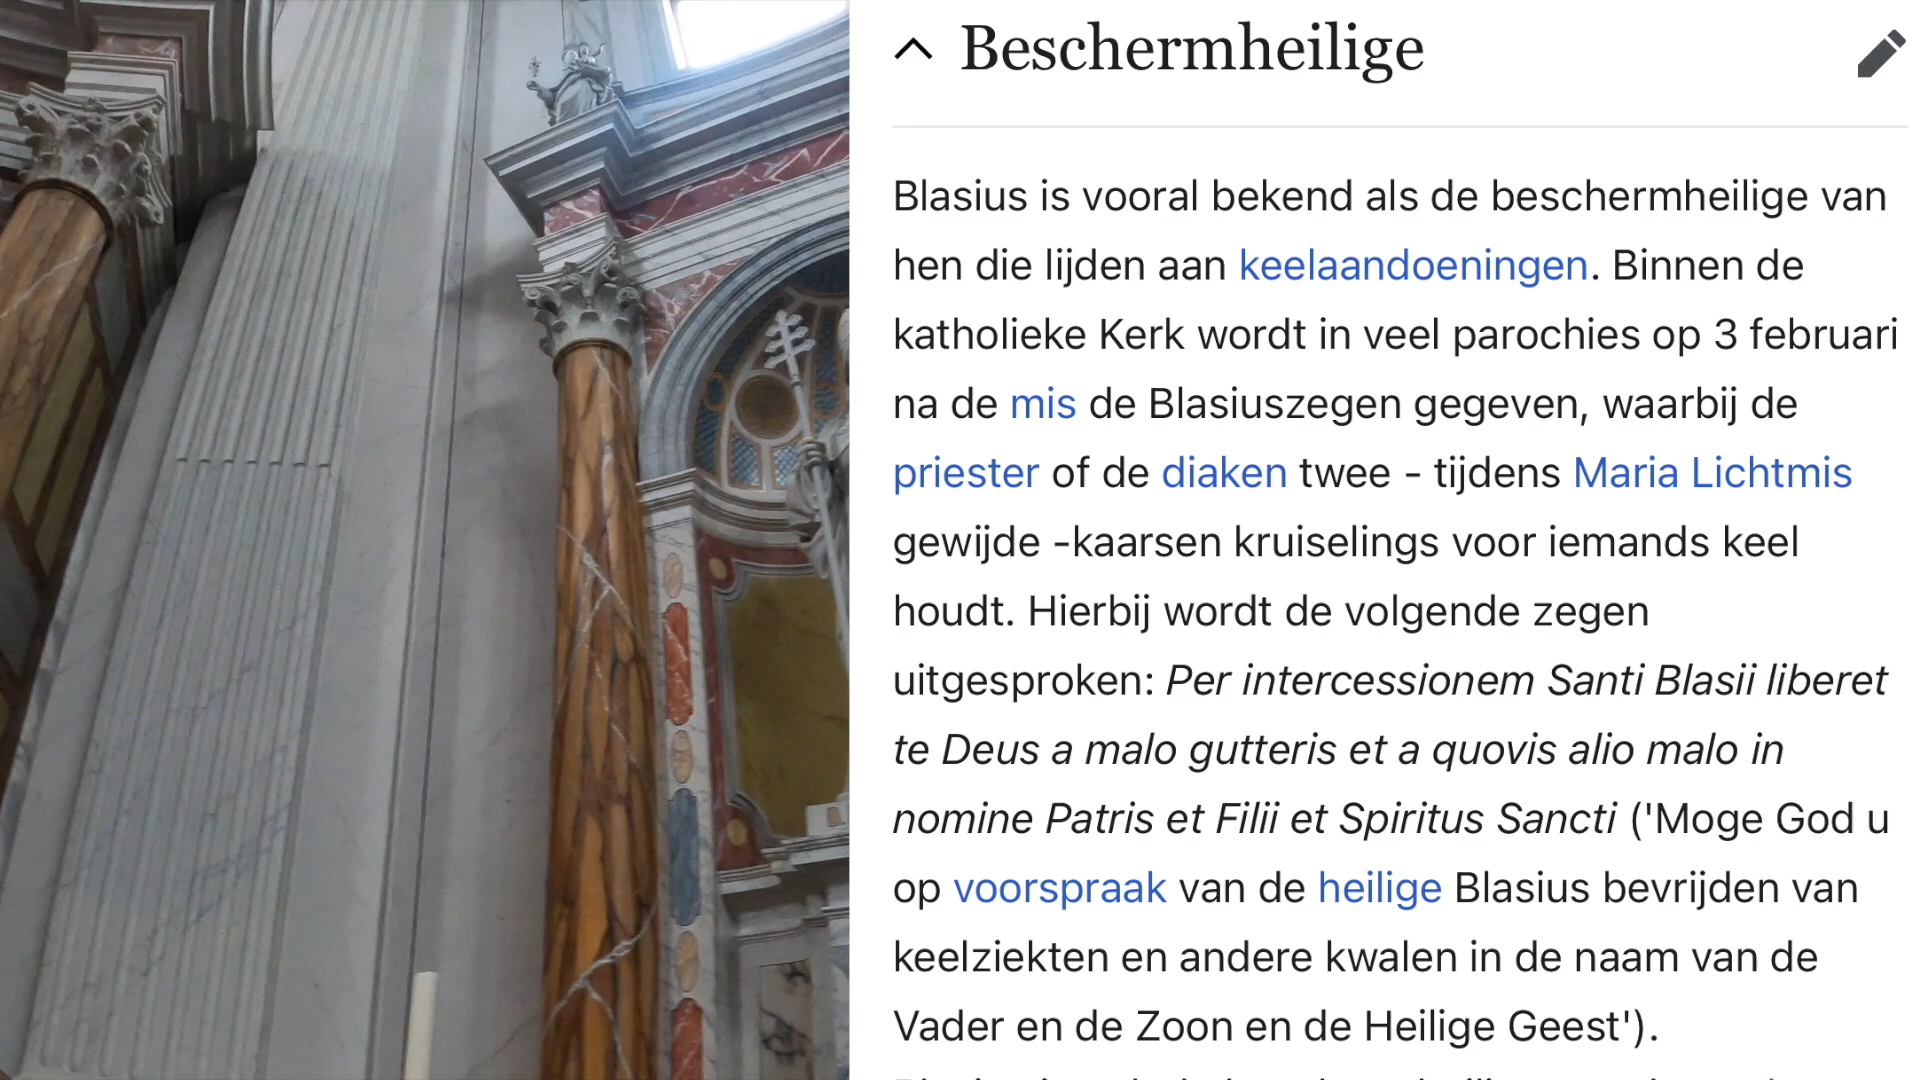 Beschermheilige
Blasius is vooral bekend als de beschermheilige van
hen die lijden aan keelaandoeningen. Binnen de
katholieke Kerk wordt in veel parochies op 3 februari
na de mis de Blasiuszegen gegeven, waarbij de
priester of de diaken twee - tijdens Maria Lichtmis
gewijde -kaarsen kruiselings voor iemands keel
houdt. Hierbij wordt de volgende zegen
uitgesproken: Per intercessionem Santi Blasii liberet
te Deus a malo gutteris et a quovis alio malo in
nomine Patris et Filii et Spiritus Sancti ('Moge God u
op voorspraak van de heilige Blasius bevrijden van
keelziekten en andere kwalen in de naam van de
Vader en de Zoon en de Heilige Geest').